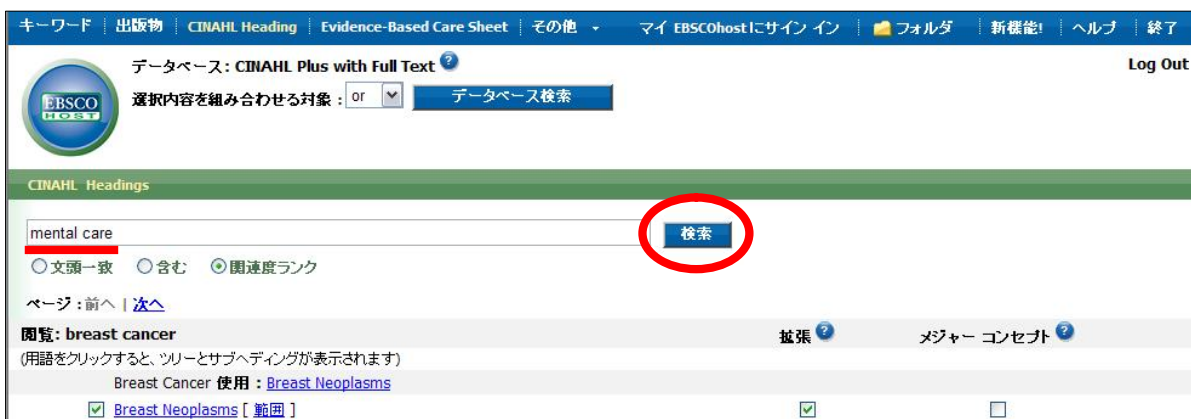 キーワード 出版物 CINAHL Heading Evidence-Based Care Sheet その他 マイ EBSCOhostにサイン イン フォルダ 新機能! ヘルプ 終了
データベース: CINAHL Plus with Full Text ? Log Out
EBSCO HOST 選択内容を組み合わせる対象 : or データベース検索
CINAHL Headings
mental care 検索
文頭一致 含む 関連度ランク
ページ : 前へ | 次へ
閲覧: breast cancer 拡張 ? メジャー コンセプト ?
(用語をクリックすると、ツリーとサブヘディングが表示されます)
Breast Cancer 使用 : Breast Neoplasms
Breast Neoplasms [ 範囲 ]